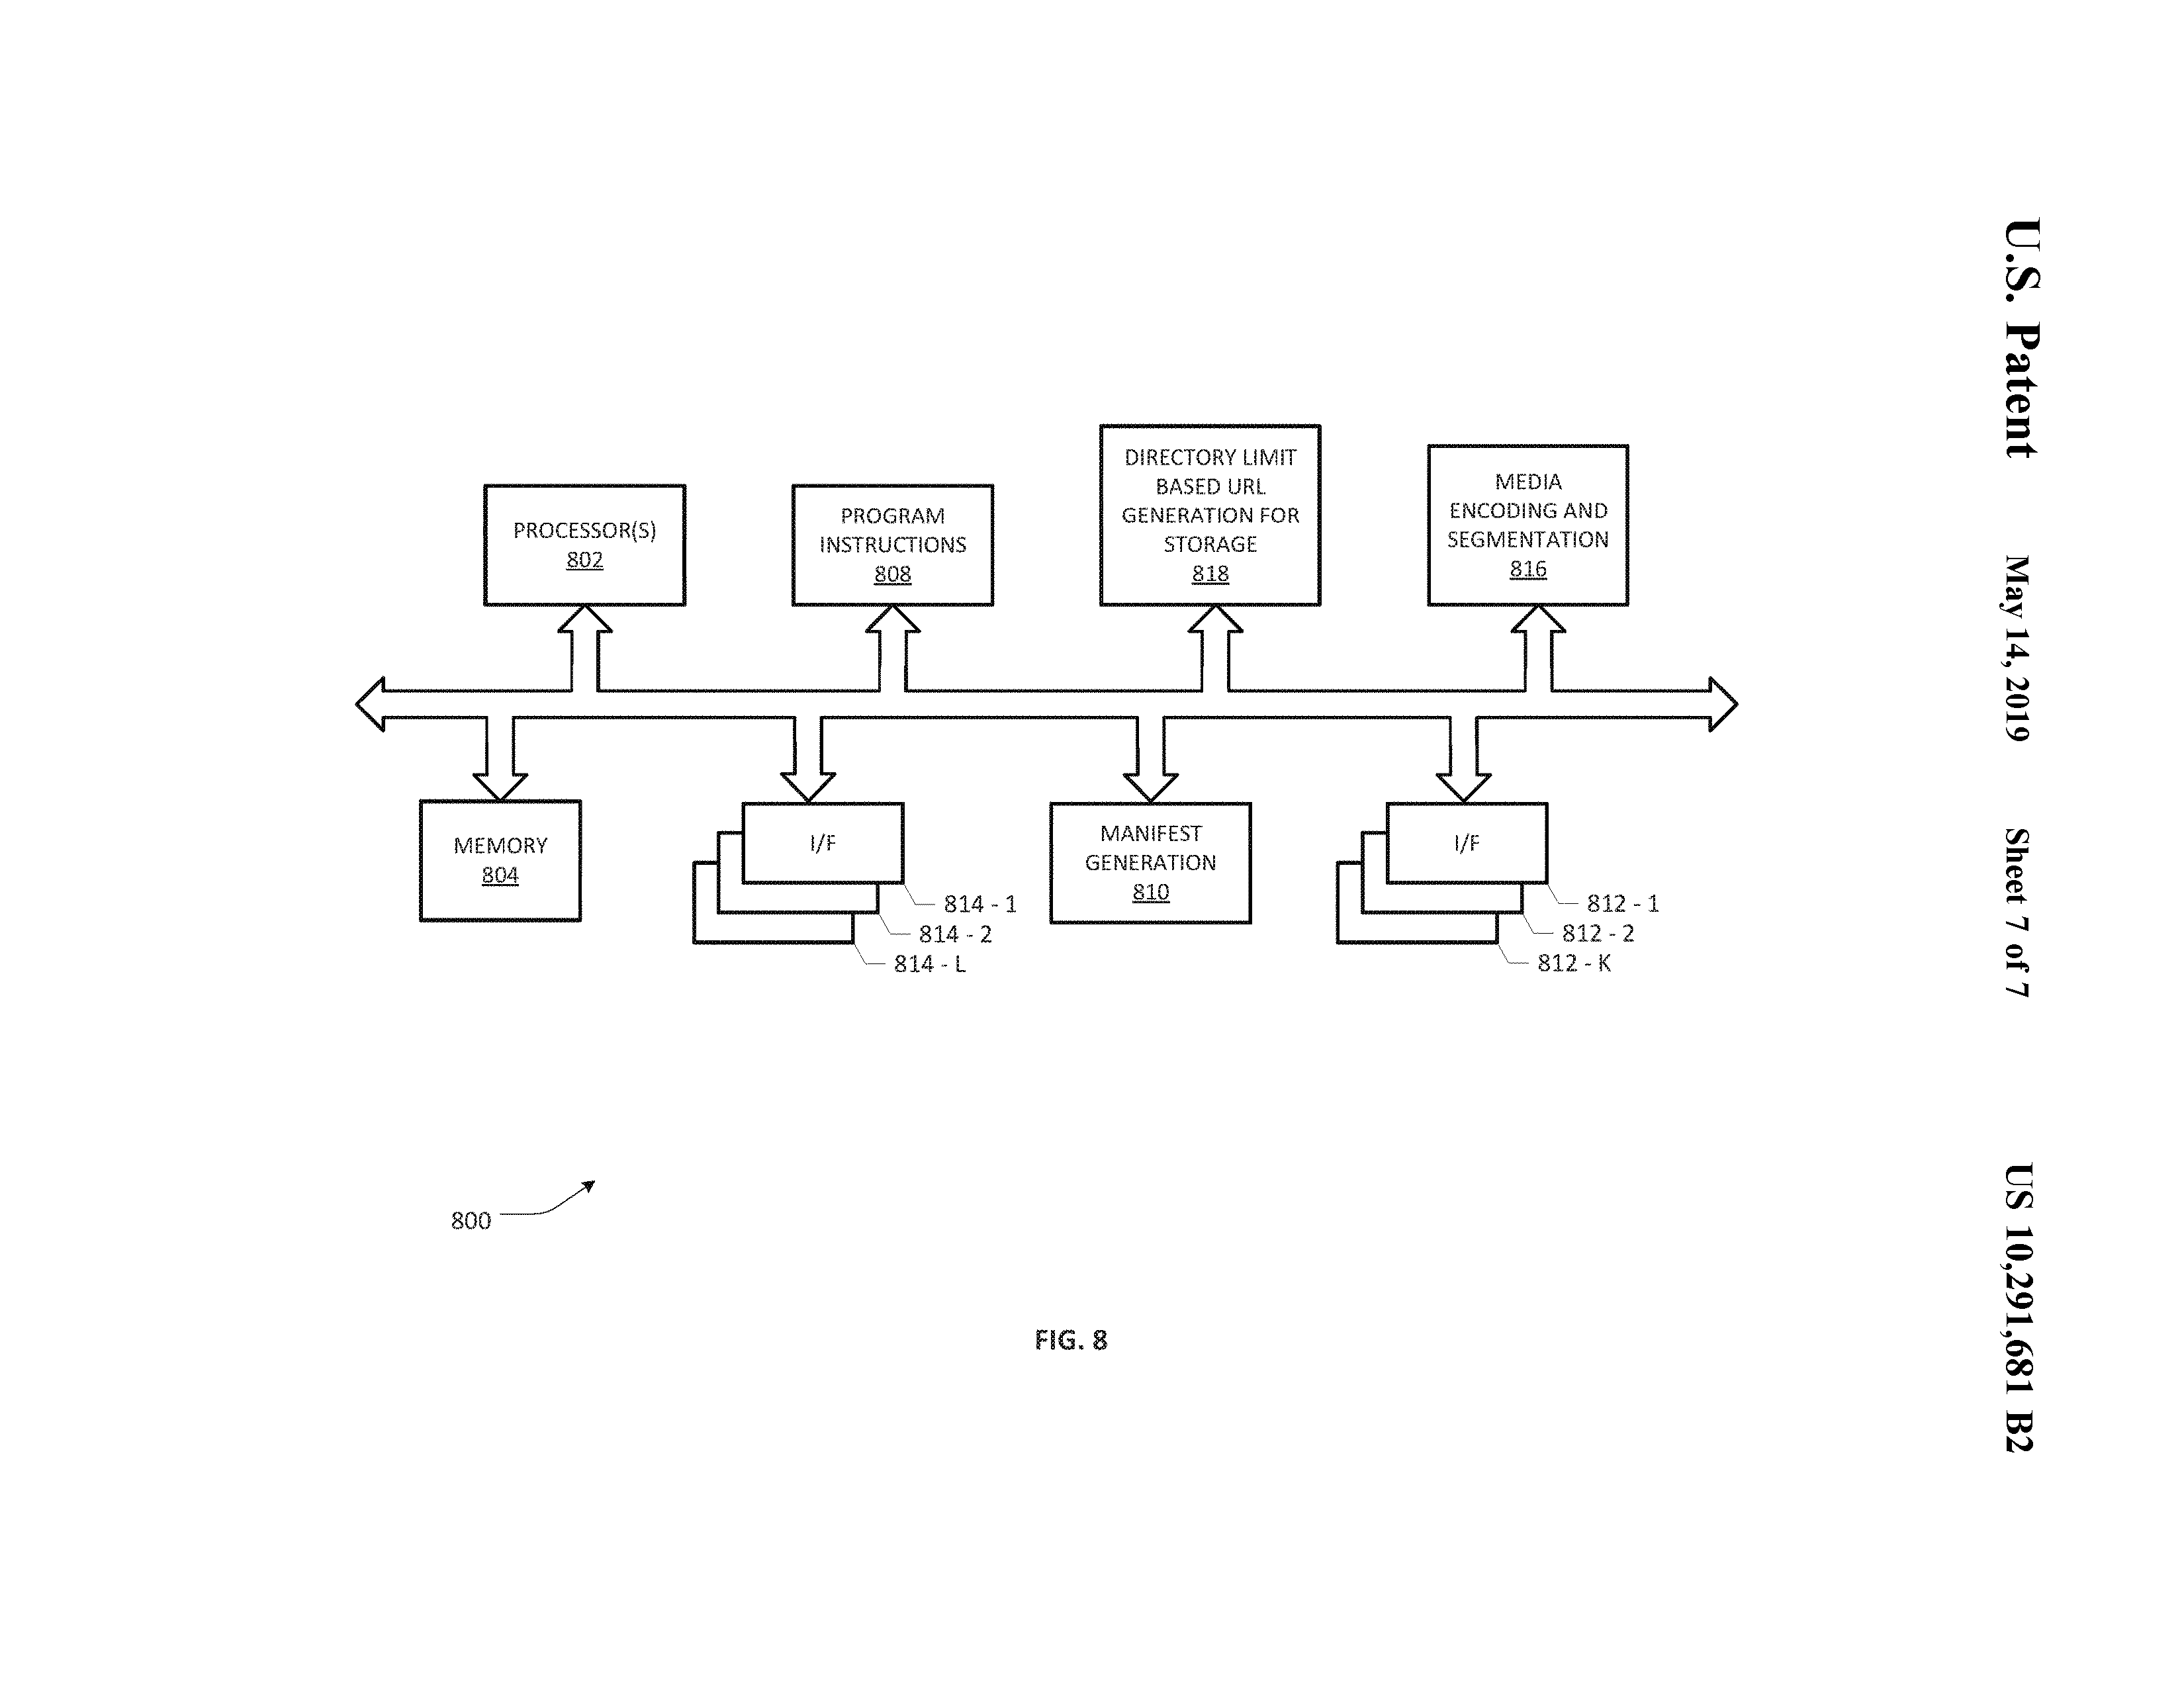 U.S. Patent May 14, 2019 Sheet 7 of 7 US 10,291,681 B2
PROCESSOR(S)
802
PROGRAM
INSTRUCTIONS
808
DIRECTORY LIMIT
BASED URL
GENERATION FOR
STORAGE
818
MEDIA
ENCODING AND
SEGMENTATION
816
MEMORY
804
I/F
814 - 1
814 - 2
814 - L
MANIFEST
GENERATION
810
I/F
812 - 1
812 - 2
812 - K
800
FIG. 8